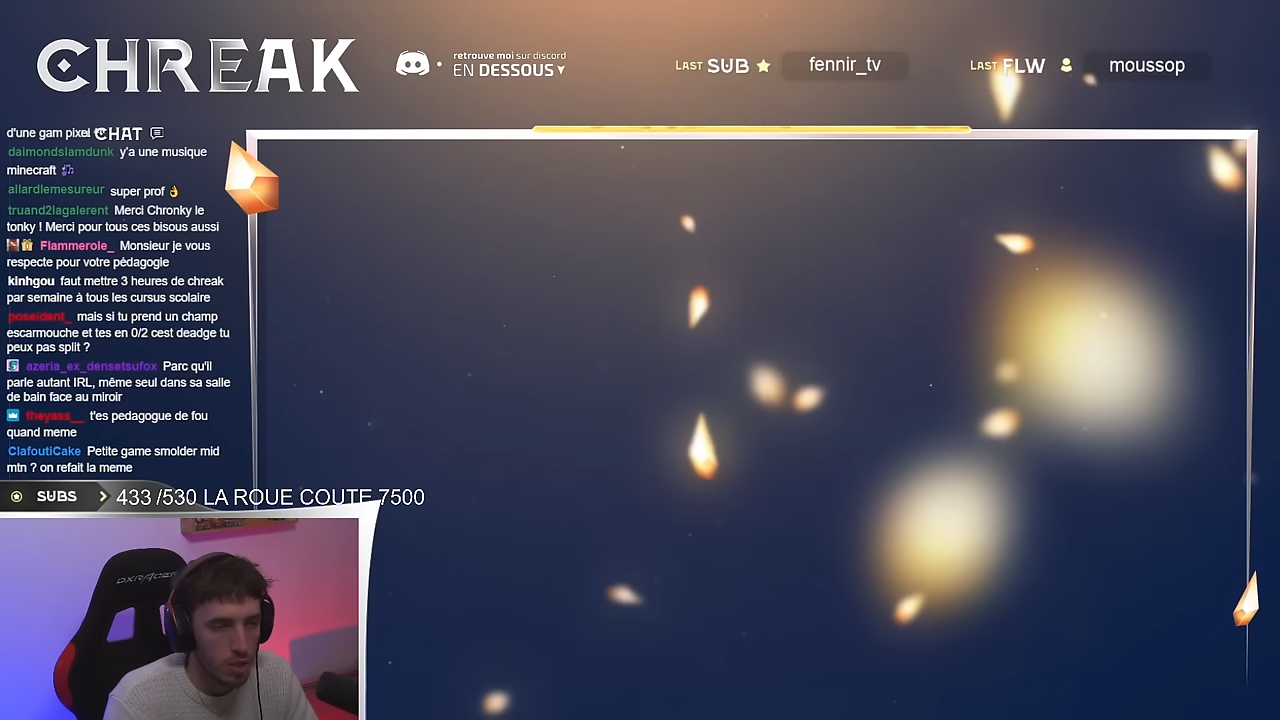 CHREAK
retrouve moi sur discord
EN DESSOUS
LAST SUB
fennir_tv
LAST FLW
moussop
d'une gam pixel
CHAT
daimondslamdunk y'a une musique
minecraft
allardlemesureur super prof 👌
truand2lagalerent Merci Chronky le
tonky ! Merci pour tous ces bisous aussi
Flammerole_ Monsieur je vous
respecte pour votre pédagogie
kinhgou faut mettre 3 heures de chreak
par semaine à tous les cursus scolaire
poseident_ mais si tu prend un champ
escarmouche et tes en 0/2 cest deadge tu
peux pas split ?
azeria_ex_densetsufox Parc qu'il
parle autant IRL, même seul dans sa salle
de bain face au miroir
theyass__ t'es pedagogue de fou
quand meme
ClafoutiCake Petite game smolder mid
mtn ? on refait la meme
SUBS
433 /530 LA ROUE COUTE 7500
DXRACER